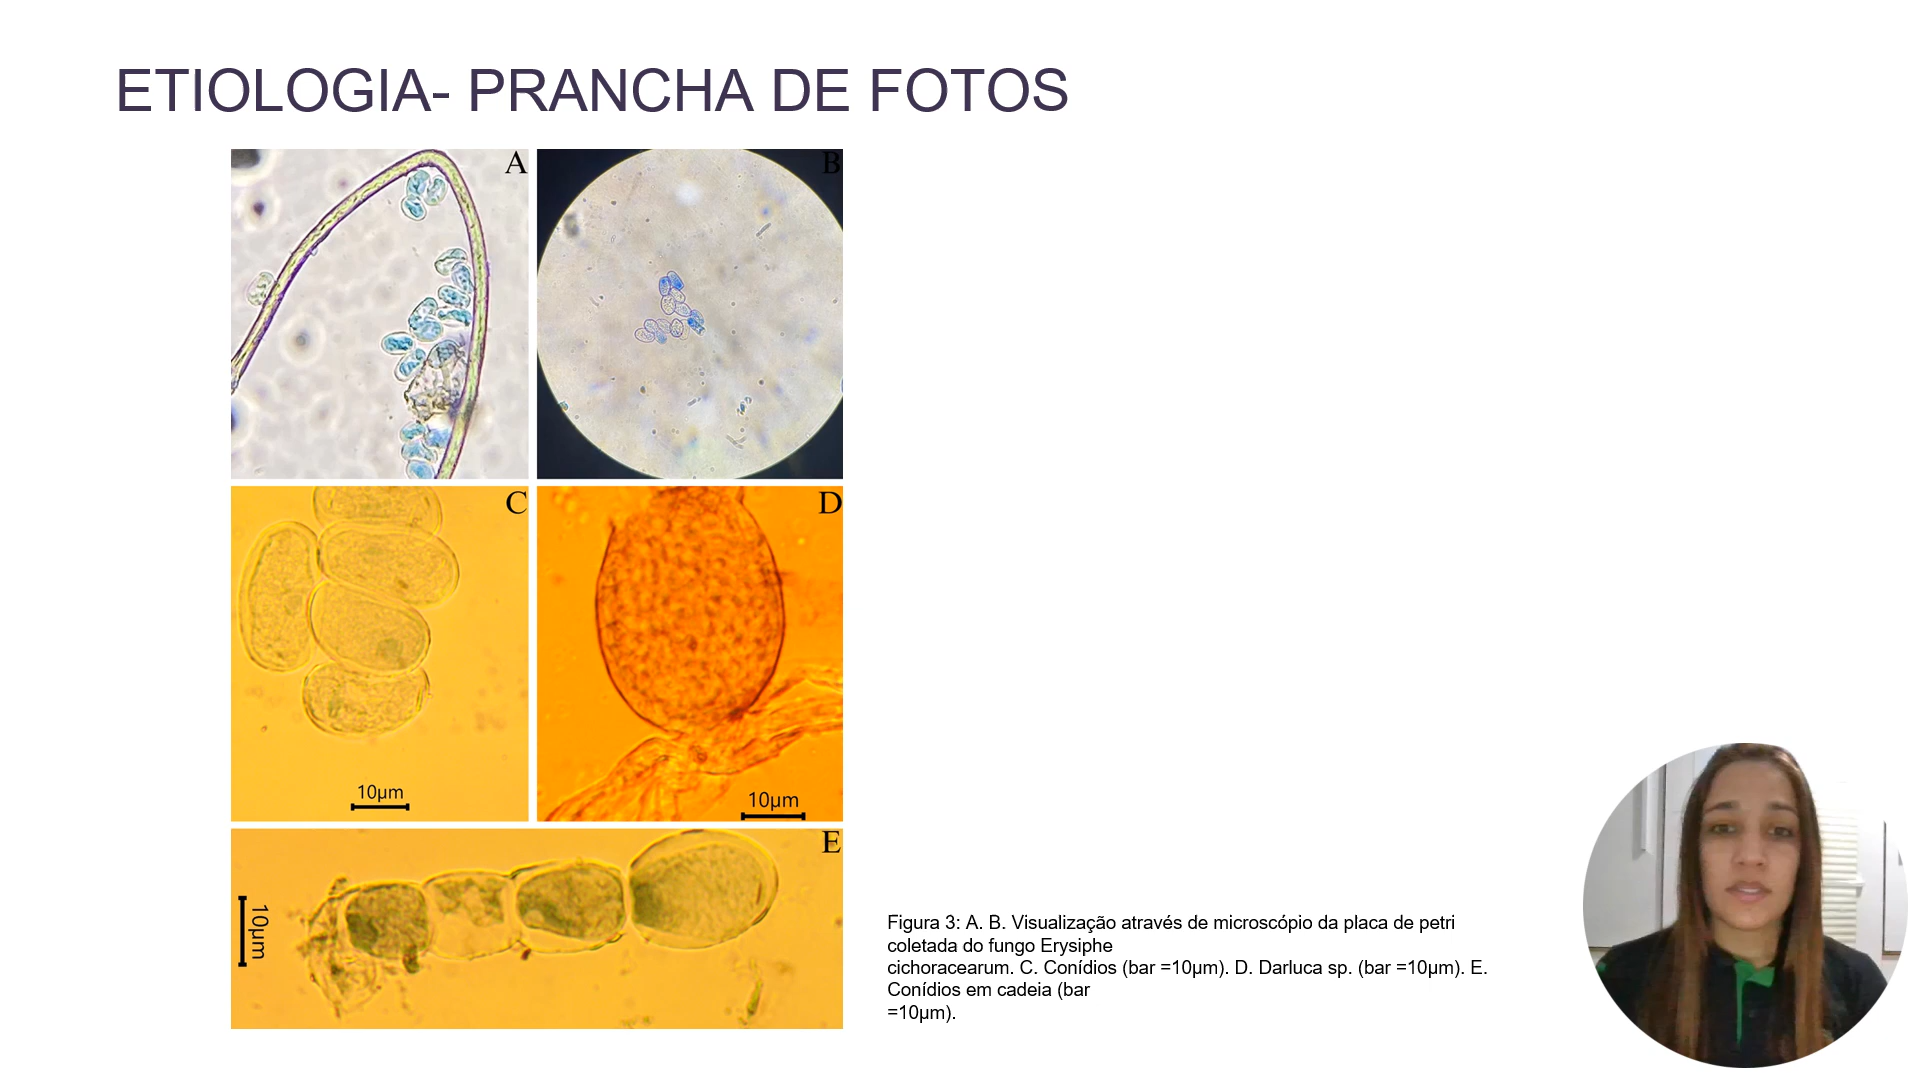 ETIOLOGIA- PRANCHA DE FOTOS
A
B
C
D
10µm
10µm
E
10µm
Figura 3: A. B. Visualização através de microscópio da placa de petri
coletada do fungo Erysiphe
cichoracearum. C. Conídios (bar =10µm). D. Darluca sp. (bar =10µm). E.
Conídios em cadeia (bar
=10µm).